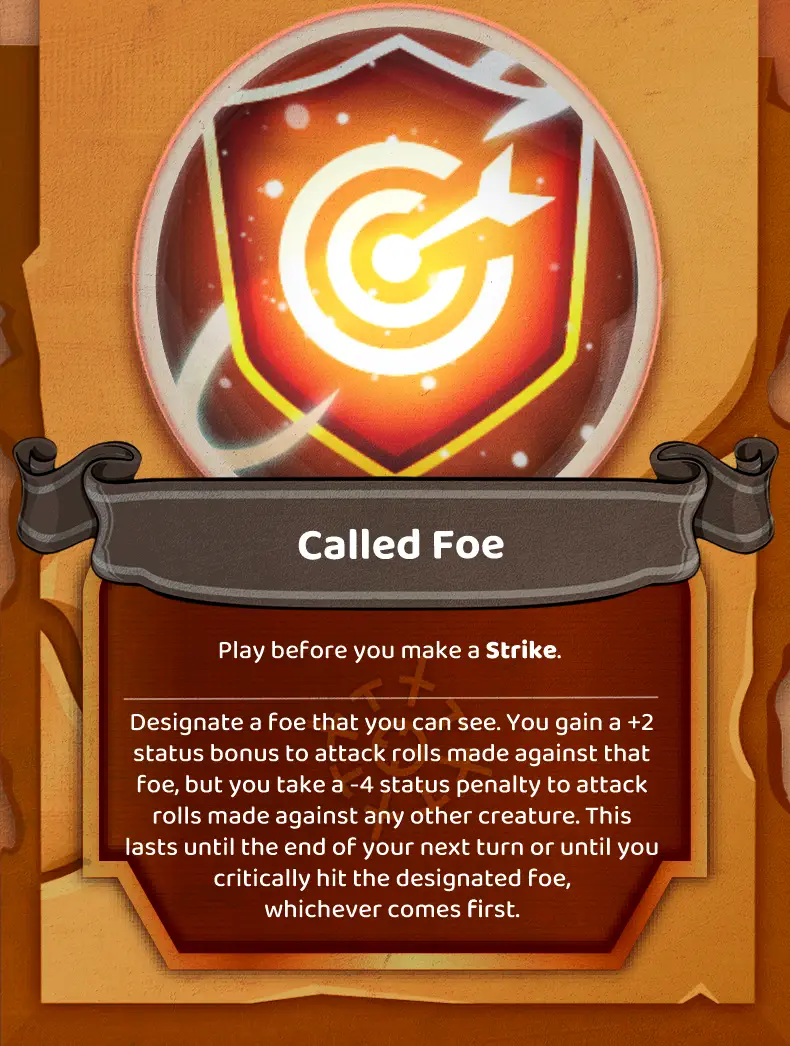 Called Foe
Play before you make a Strike.
Designate a foe that you can see. You gain a +2
status bonus to attack rolls made against that
foe, but you take a -4 status penalty to attack
rolls made against any other creature. This
lasts until the end of your next turn or until you
critically hit the designated foe,
whichever comes first.